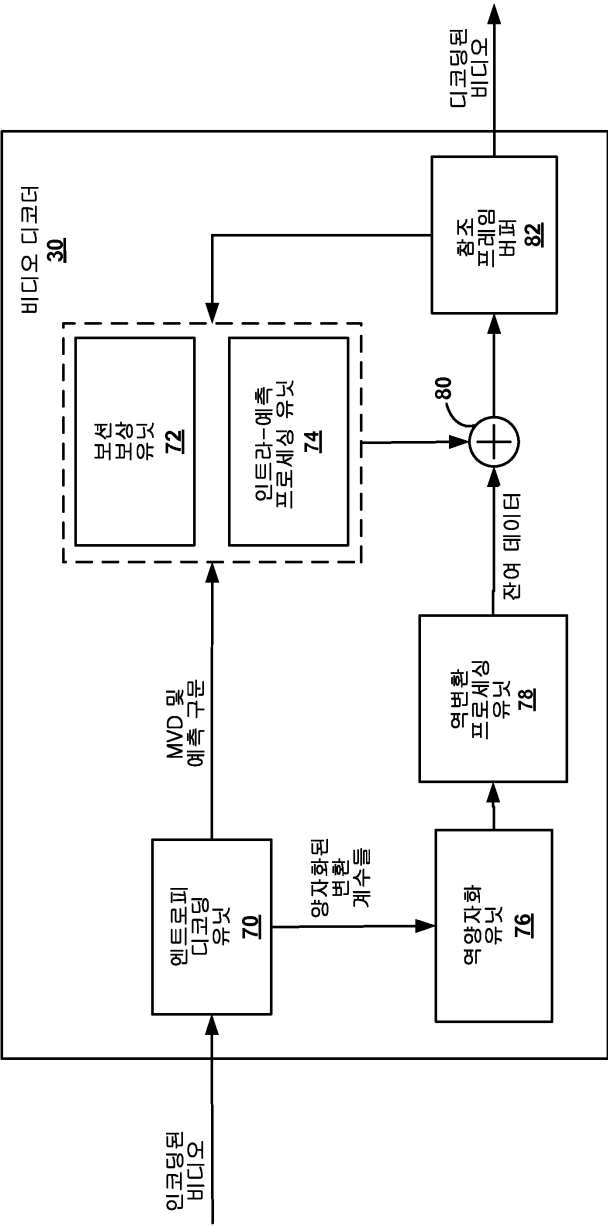 비디오 디코더
30
인코딩된
비디오
엔트로피
디코딩
유닛
70
MVD 및
예측 구문
모션
보상
유닛
72
인트라-예측
프로세싱 유닛
74
양자화된
변환
계수들
역양자화
유닛
76
역변환
프로세싱
유닛
78
잔여 데이터
80
참조
프레임
버퍼
82
디코딩된
비디오